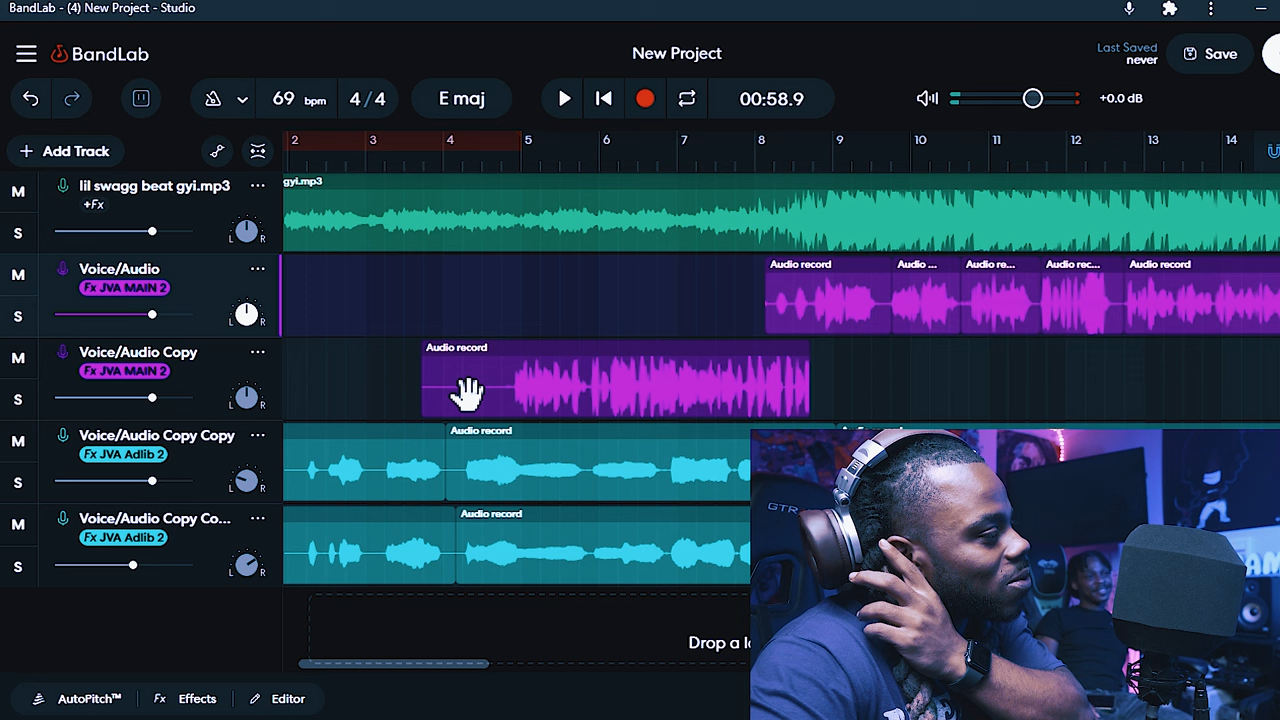 BandLab - (4) New Project - Studio
BandLab
New Project
Last Saved
never
Save
69 bpm
4/4
E maj
00:58.9
+0.0 dB
+ Add Track
2 3 4 5 6 7 8 9 10 11 12 13 14
M
S
lil swagg beat gyi.mp3
+Fx
L R
gyi.mp3
M
S
Voice/Audio
Fx JVA MAIN 2
L R
Audio record
Audio ...
Audio re...
Audio rec...
Audio record
M
S
Voice/Audio Copy
Fx JVA MAIN 2
L R
Audio record
M
S
Voice/Audio Copy Copy
Fx JVA Adlib 2
L R
Audio record
M
S
Voice/Audio Copy Co...
Fx JVA Adlib 2
L R
Audio record
GTR
Drop a
AutoPitch™
Fx Effects
Editor